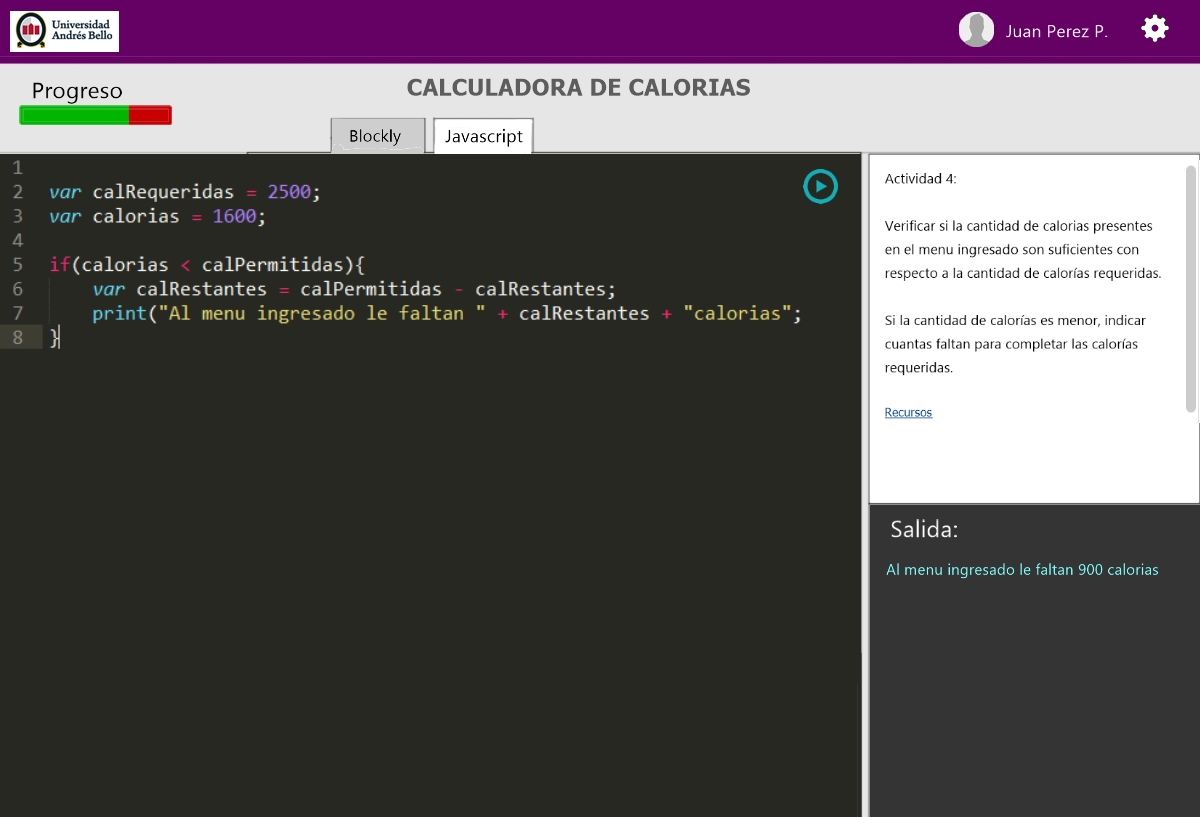 Universidad
Andrés Bello
Juan Perez P.
Progreso
CALCULADORA DE CALORIAS
Blockly
Javascript
1
2 var calRequeridas = 2500;
3 var calorias = 1600;
4
5 if(calorias < calPermitidas){
6 var calRestantes = calPermitidas - calRestantes;
7 print("Al menu ingresado le faltan " + calRestantes + "calorias";
8 }
Actividad 4:
Verificar si la cantidad de calorias presentes
en el menu ingresado son suficientes con
respecto a la cantidad de calorías requeridas.
Si la cantidad de calorías es menor, indicar
cuantas faltan para completar las calorías
requeridas.
Recursos
Salida:
Al menu ingresado le faltan 900 calorias